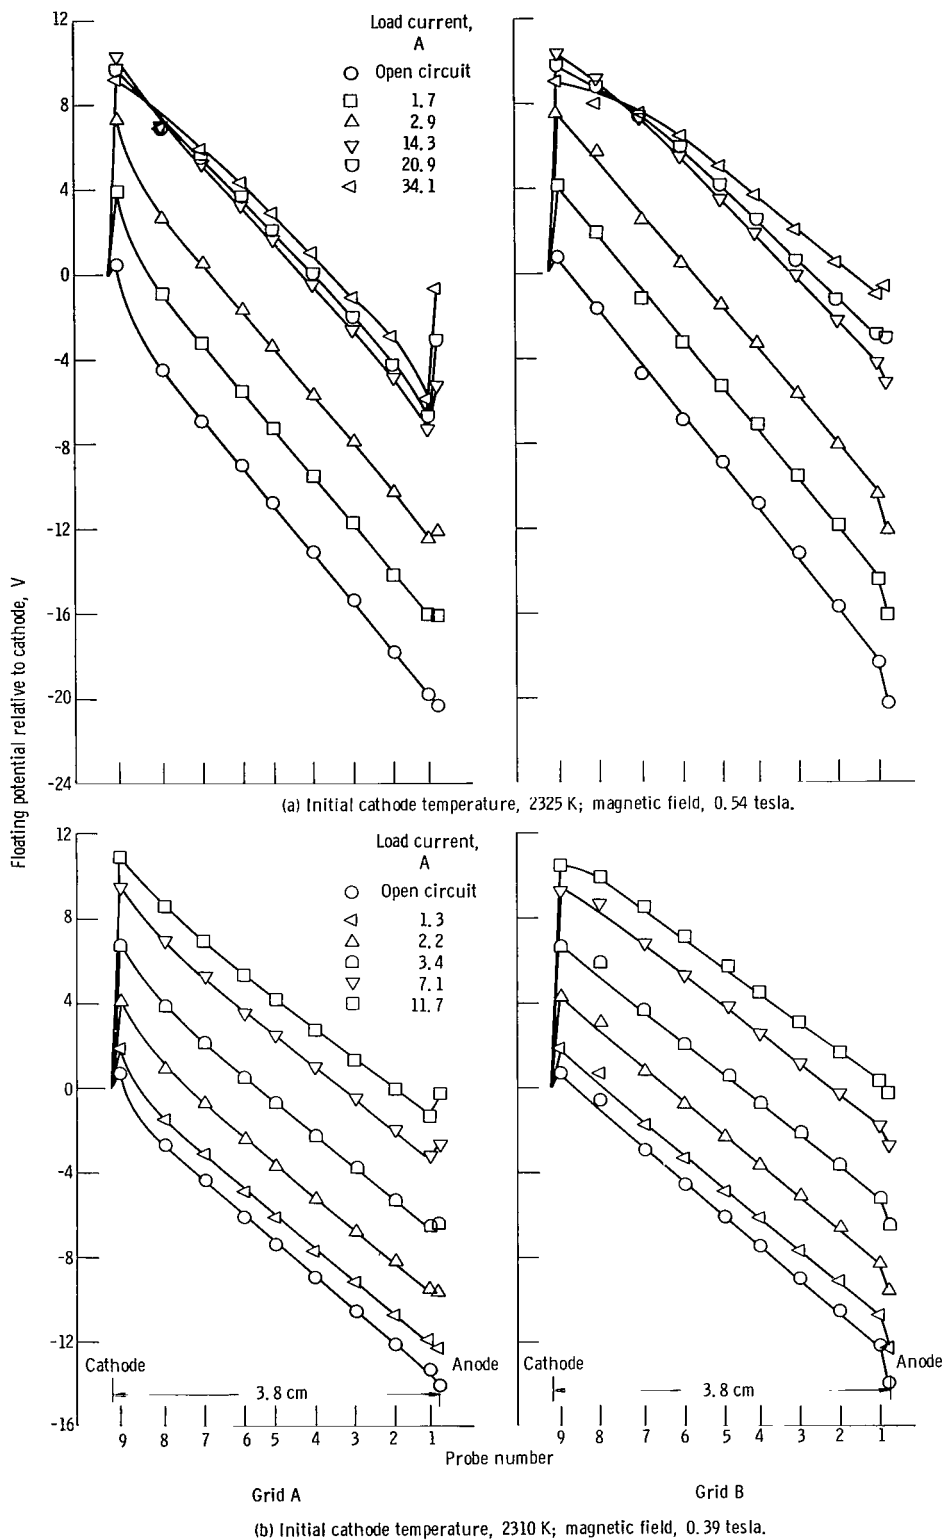 Floating potential relative to cathode, V
12
8
4
0
-4
-8
-12
-16
-20
-24
Load current,
A
Open circuit
1.7
2.9
14.3
20.9
34.1
(a) Initial cathode temperature, 2325 K; magnetic field, 0.54 tesla.
12
8
4
0
-4
-8
-12
-16
Load current,
A
Open circuit
1.3
2.2
3.4
7.1
11.7
Cathode
Anode
3.8 cm
Cathode
Anode
3.8 cm
9 8 7 6 5 4 3 2 1
9 8 7 6 5 4 3 2 1
Probe number
Grid A
Grid B
(b) Initial cathode temperature, 2310 K; magnetic field, 0.39 tesla.